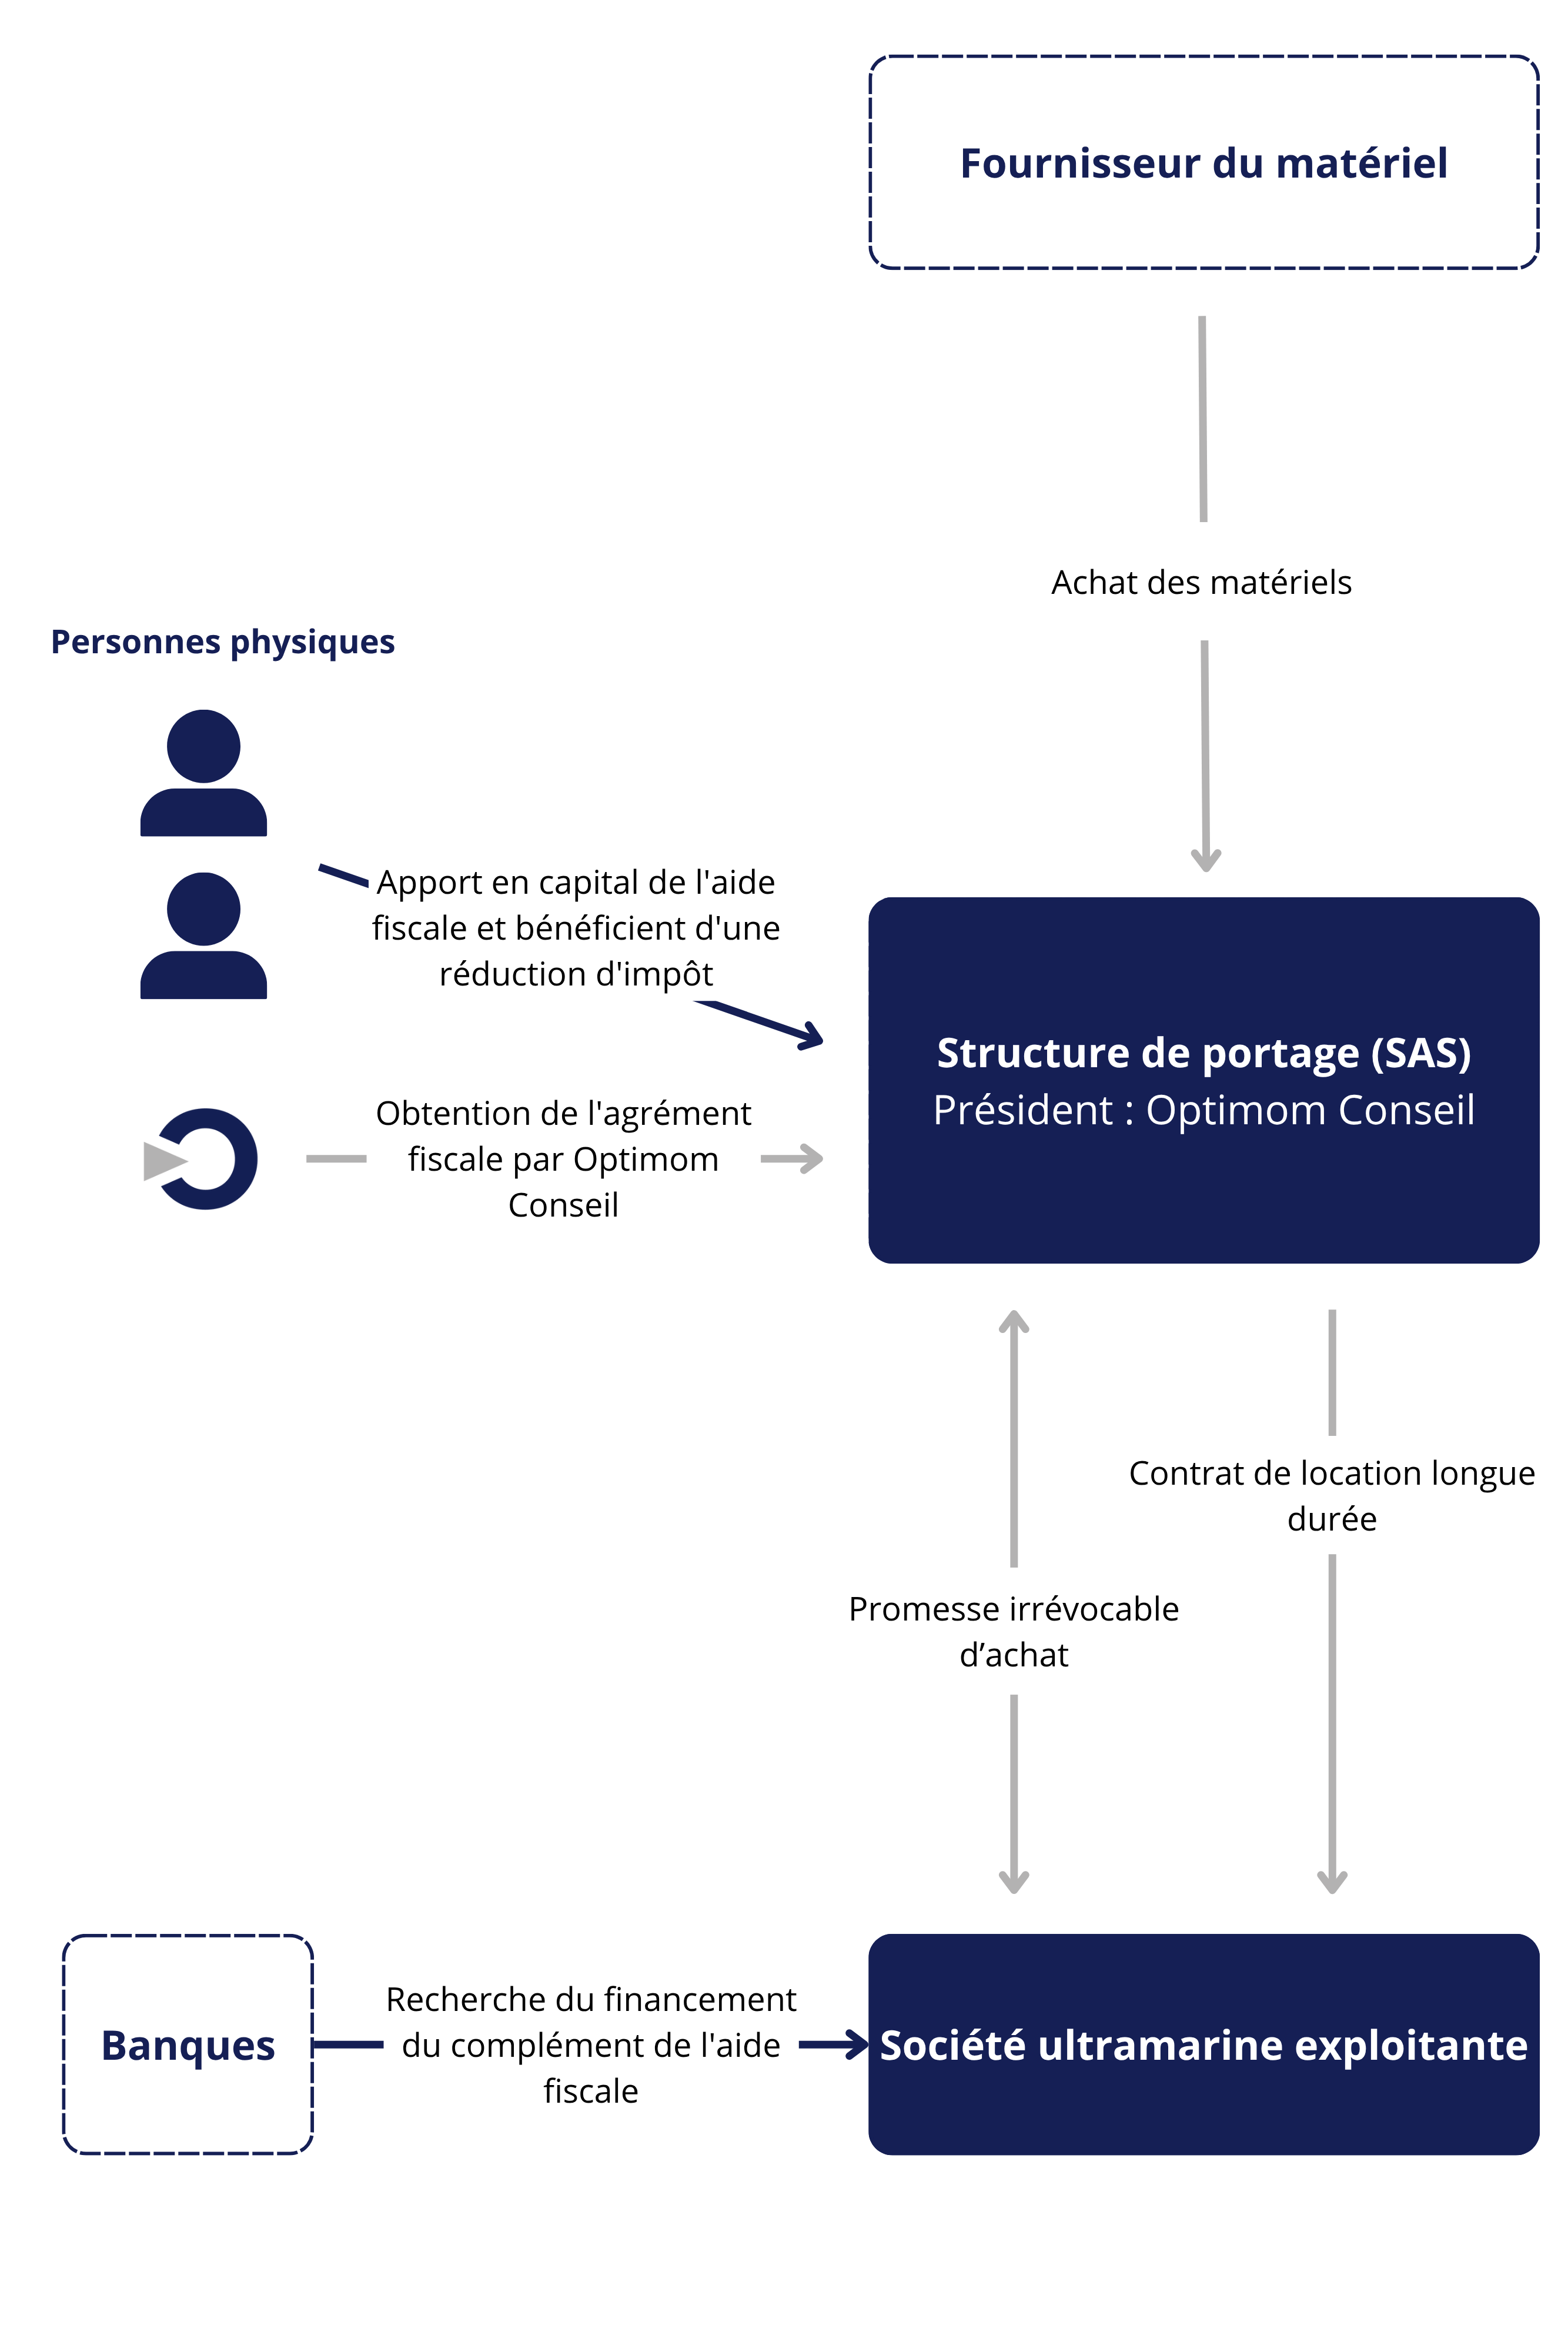 Fournisseur du matériel
Achat des matériels
Personnes physiques
Apport en capital de l'aide
fiscale et bénéficient d'une
réduction d'impôt
Structure de portage (SAS)
Président : Optimom Conseil
Obtention de l'agrément
fiscale par Optimom
Conseil
Contrat de location longue
durée
Promesse irrévocable
d’achat
Banques
Recherche du financement
du complément de l'aide
fiscale
Société ultramarine exploitante